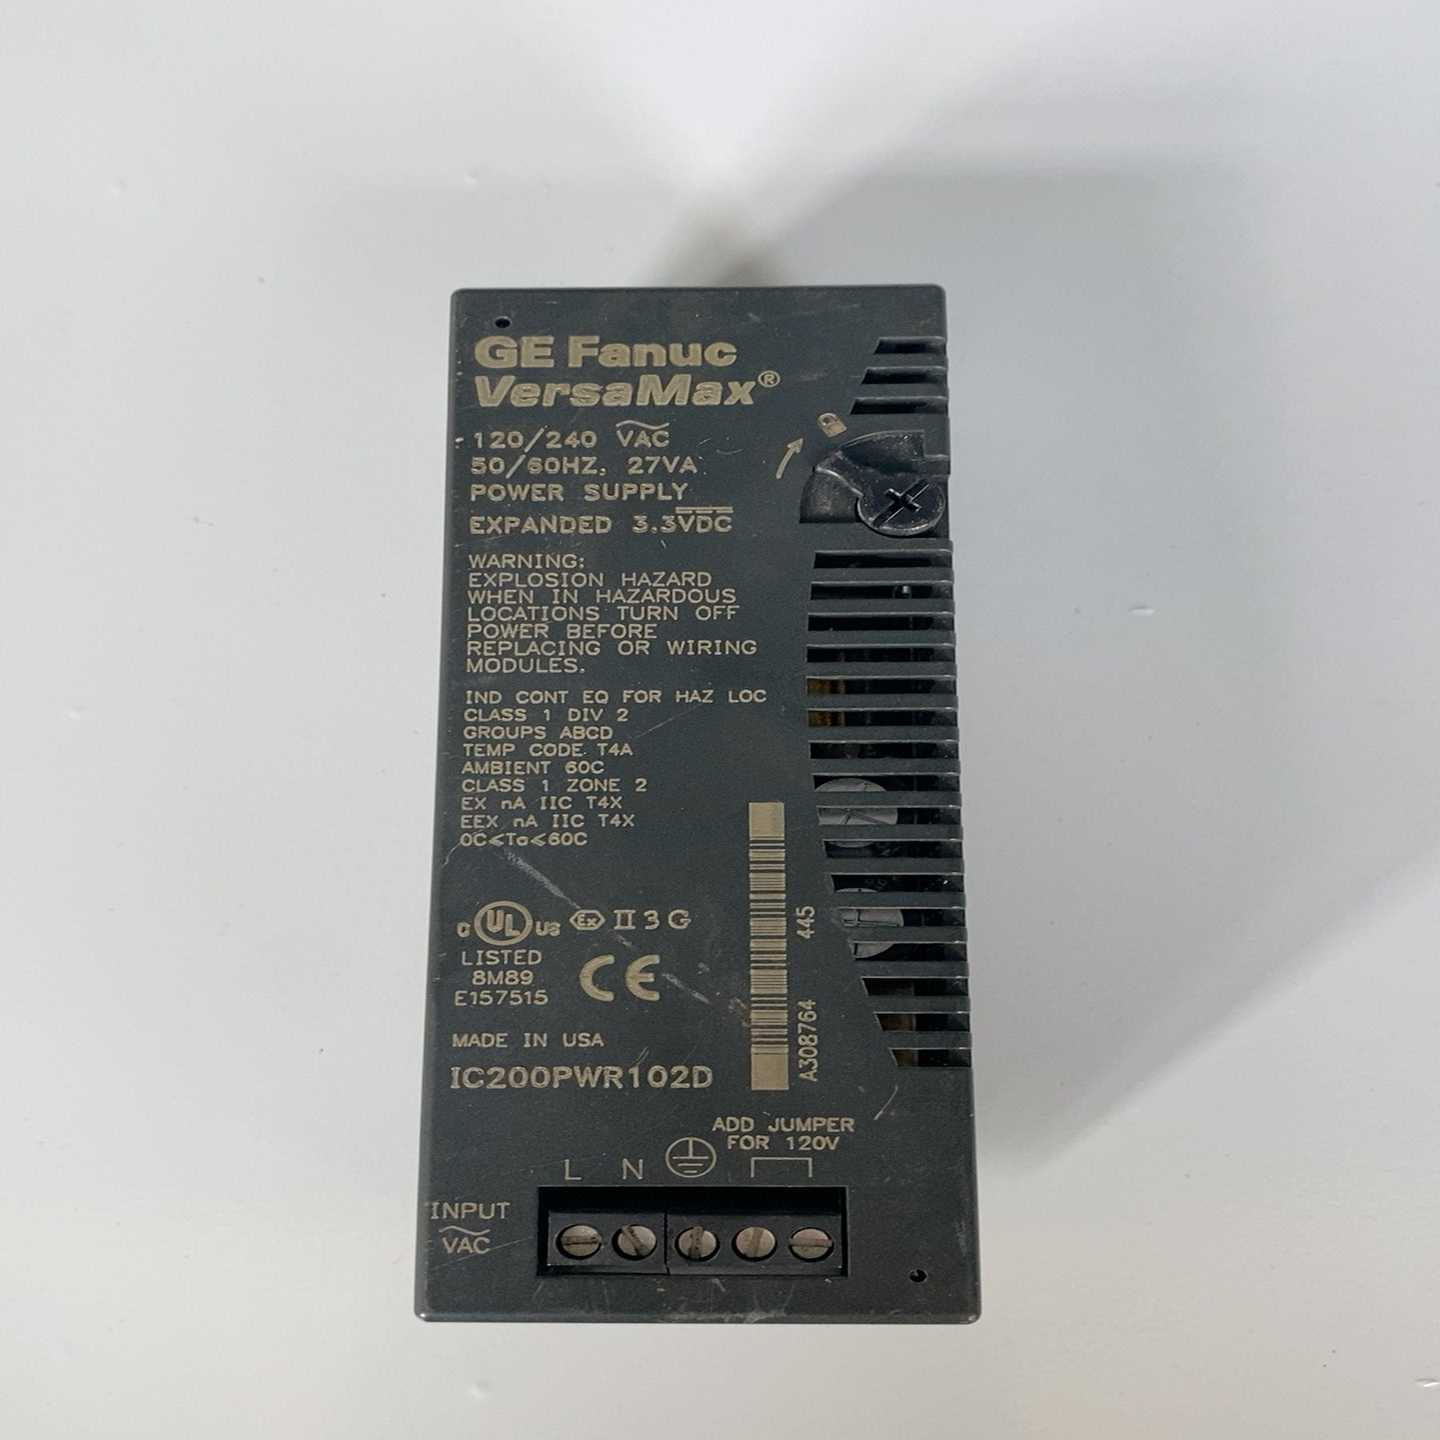 GE Fanuc
VersaMax®
120/240 VAC
50/60HZ, 27VA
POWER SUPPLY
EXPANDED 3.3VDC
WARNING:
EXPLOSION HAZARD
WHEN IN HAZARDOUS
LOCATIONS TURN OFF
POWER BEFORE
REPLACING OR WIRING
MODULES.
IND CONT EQ FOR HAZ LOC
CLASS 1 DIV 2
GROUPS ABCD
TEMP CODE T4A
AMBIENT 60C
CLASS 1 ZONE 2
EX nA IIC T4X
EEX nA IIC T4X
0C≤Ta≤60C
C UL US
LISTED
8M89
E157515
Ex II 3 G
CE
MADE IN USA
IC200PWR102D
A308764 445
ADD JUMPER
FOR 120V
L N
INPUT
VAC